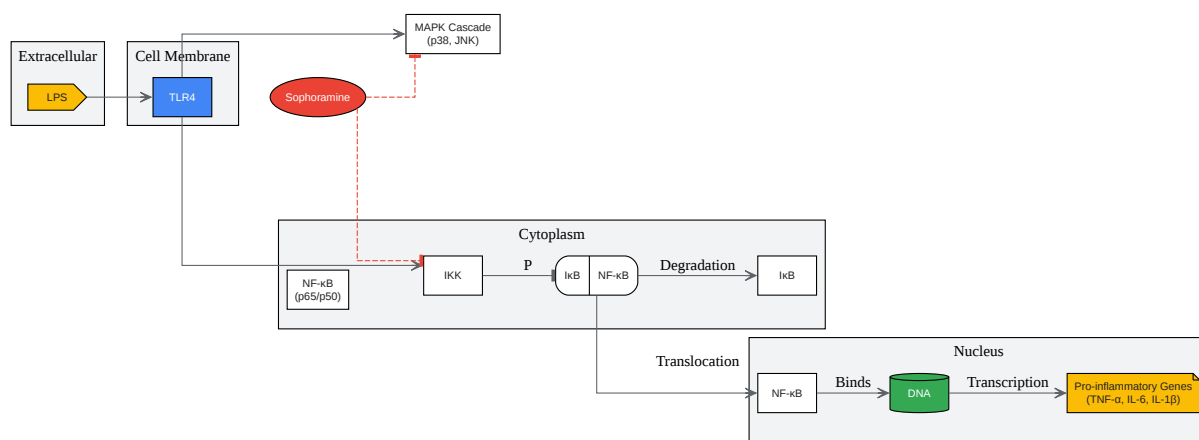 MAPK Cascade
(p38, JNK)
Extracellular
Cell Membrane
LPS
TLR4
Sophoramine
Cytoplasm
NF-κB
(p65/p50)
IKK
P
IκB
NF-κB
Degradation
IκB
Translocation
Nucleus
NF-κB
Binds
DNA
Transcription
Pro-inflammatory Genes
(TNF-α, IL-6, IL-1β)